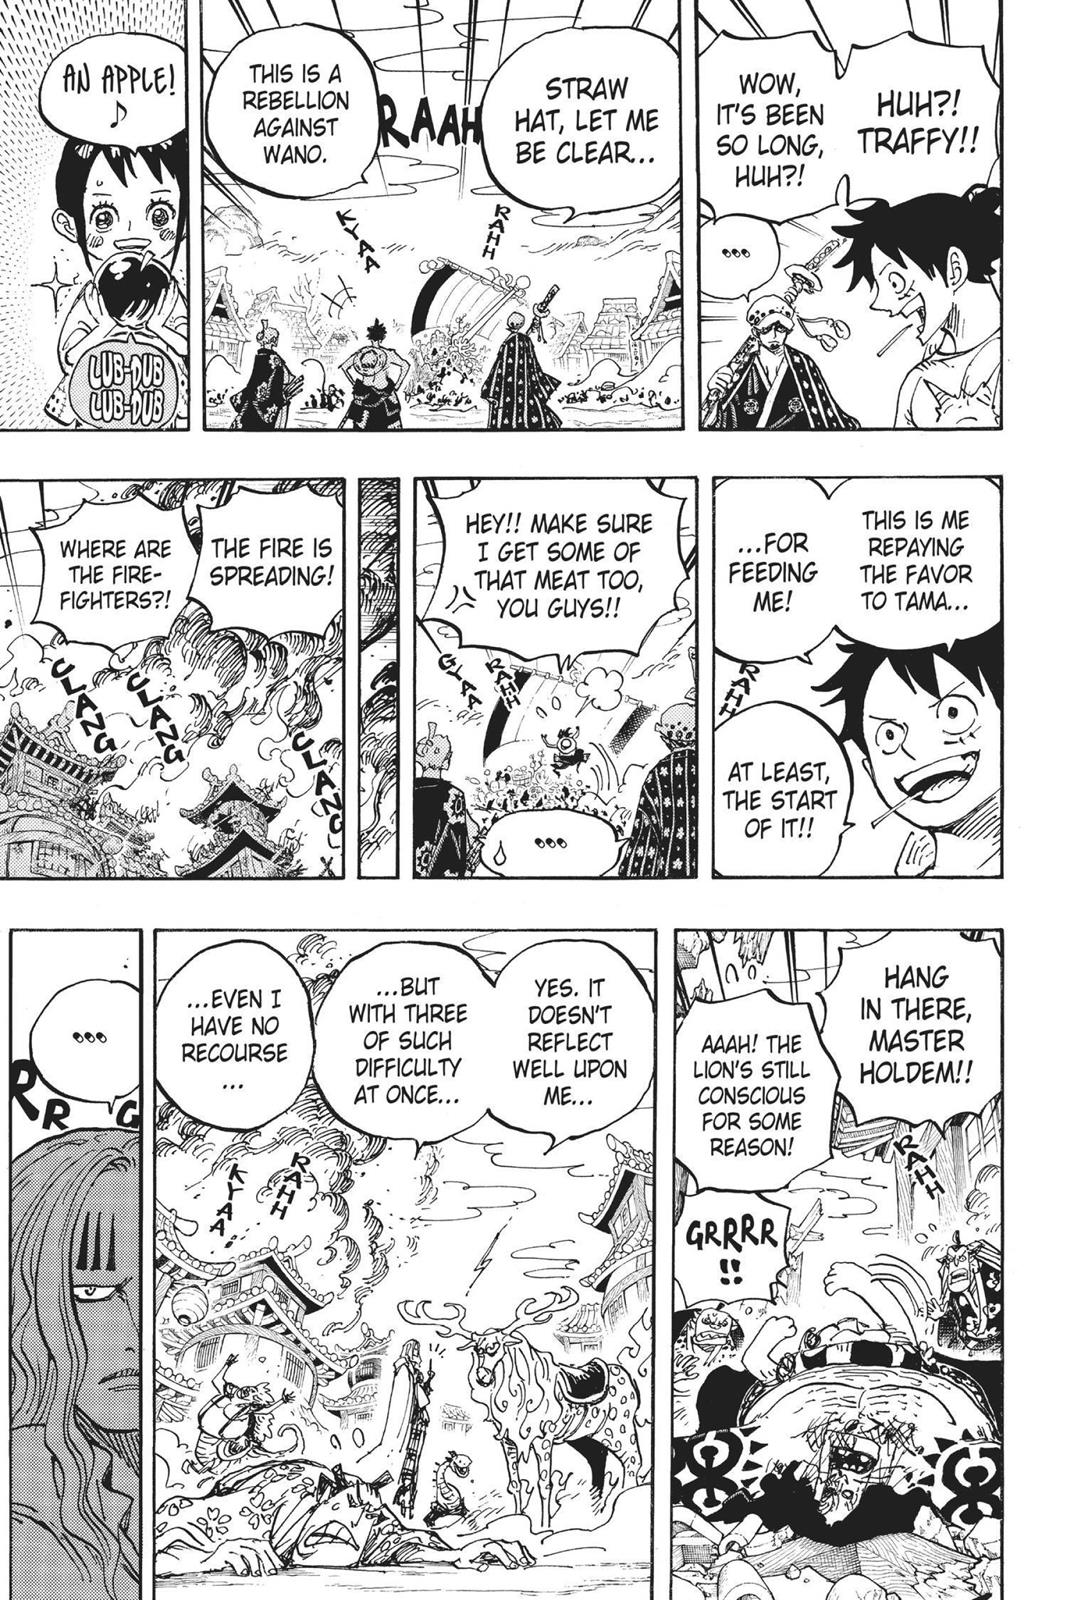 HUH?!
TRAFFY!!
WOW,
IT'S BEEN
SO LONG,
HUH?!
...
STRAW
HAT, LET ME
BE CLEAR...
RAAH
THIS IS A
REBELLION
AGAINST
WANO.
RAHH
KYAA
AN APPLE!
♪
LUB-DUB
LUB-DUB
THIS IS ME
REPAYING
THE FAVOR
TO TAMA...
...FOR
FEEDING
ME!
RAHH
AT LEAST,
THE START
OF IT!!
HEY!! MAKE SURE
I GET SOME OF
THAT MEAT TOO,
YOU GUYS!!
RAHH
GYAA
...
THE FIRE IS
SPREADING!
WHERE ARE
THE FIRE-
FIGHTERS?!
CLANG
CLANG
CLANG
HANG
IN THERE,
MASTER
HOLDEM!!
AAAH! THE
LION'S STILL
CONSCIOUS
FOR SOME
REASON!
RAHH
GRRRR
!!
YES. IT
DOESN'T
REFLECT
WELL UPON
ME...
...BUT
WITH THREE
OF SUCH
DIFFICULTY
AT ONCE...
...EVEN I
HAVE NO
RECOURSE
...
RAHH
KYAA
...
R R G